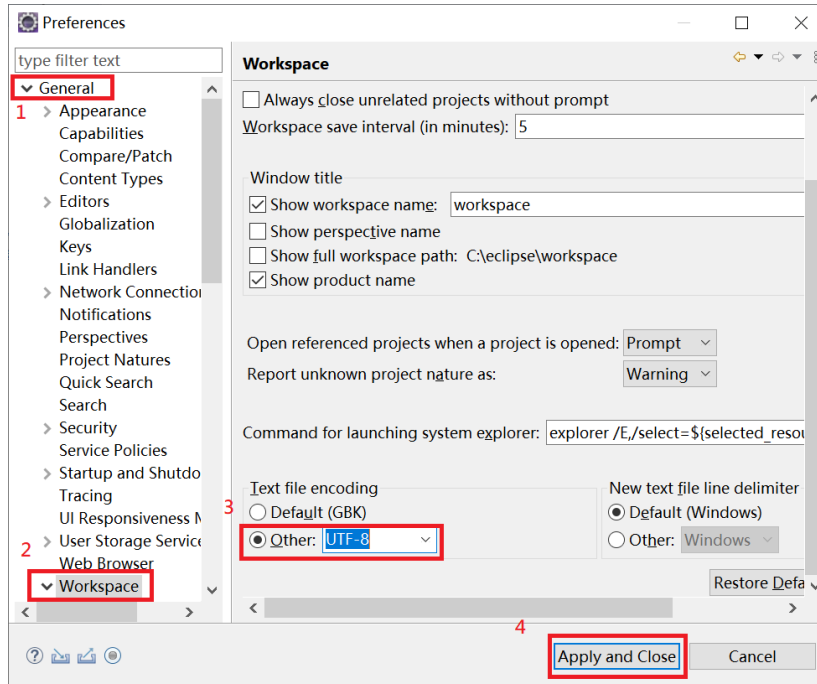 Preferences
type filter text
Workspace
General
1
Appearance
Capabilities
Compare/Patch
Content Types
Editors
Globalization
Keys
Link Handlers
Network Connection
Notifications
Perspectives
Project Natures
Quick Search
Search
Security
Service Policies
Startup and Shutdo
Tracing
UI Responsiveness
User Storage Service
2
Web Browser
Workspace
Always close unrelated projects without prompt
Workspace save interval (in minutes): 5
Window title
Show workspace name: workspace
Show perspective name
Show full workspace path: C:\eclipse\workspace
Show product name
Open referenced projects when a project is opened: Prompt
Report unknown project nature as: Warning
Command for launching system explorer: explorer /E,/select=${selected_resou
Text file encoding
3
Default (GBK)
Other: UTF-8
New text file line delimiter
Default (Windows)
Other: Windows
Restore Defa
4
Apply and Close
Cancel